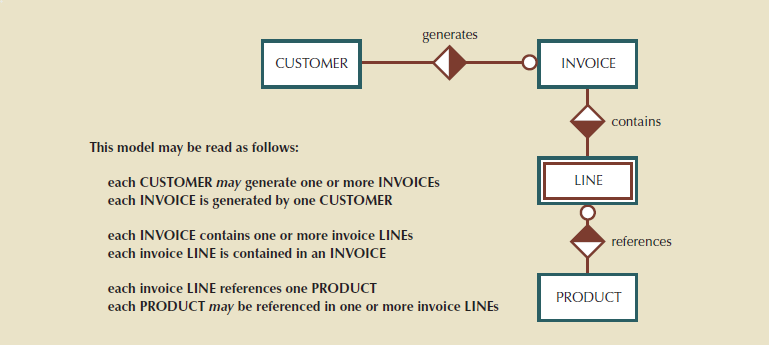 generates
CUSTOMER
INVOICE
contains
This model may be read as follows:
each CUSTOMER may generate one or more INVOICEs
each INVOICE is generated by one CUSTOMER
LINE
each INVOICE contains one or more invoice LINEs
each invoice LINE is contained in an INVOICE
references
each invoice LINE references one PRODUCT
each PRODUCT may be referenced in one or more invoice LINEs
PRODUCT